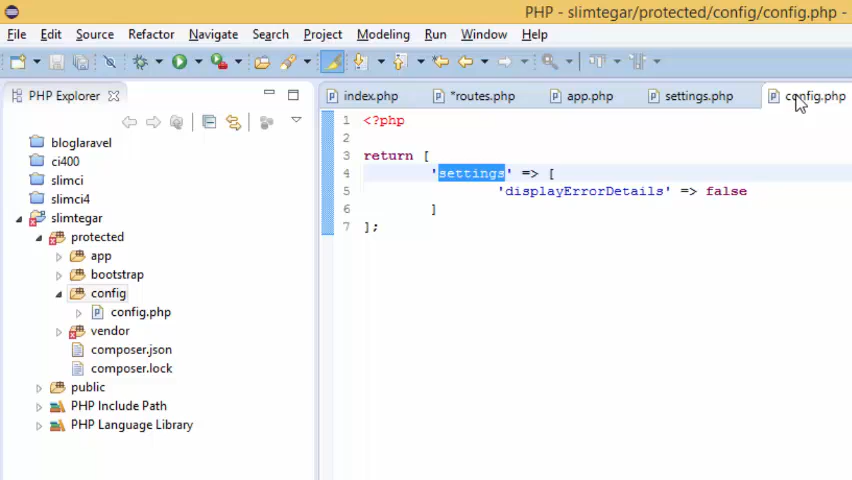 PHP - slimtegar/protected/config/config.php -
File Edit Source Refactor Navigate Search Project Modeling Run Window Help
PHP Explorer
index.php *routes.php app.php settings.php config.php
bloglaravel
ci400
slimci
slimci4
slimtegar
protected
app
bootstrap
config
config.php
vendor
composer.json
composer.lock
public
PHP Include Path
PHP Language Library
1 <?php
2
3 return [
4 'settings' => [
5 'displayErrorDetails' => false
6 ]
7 ];